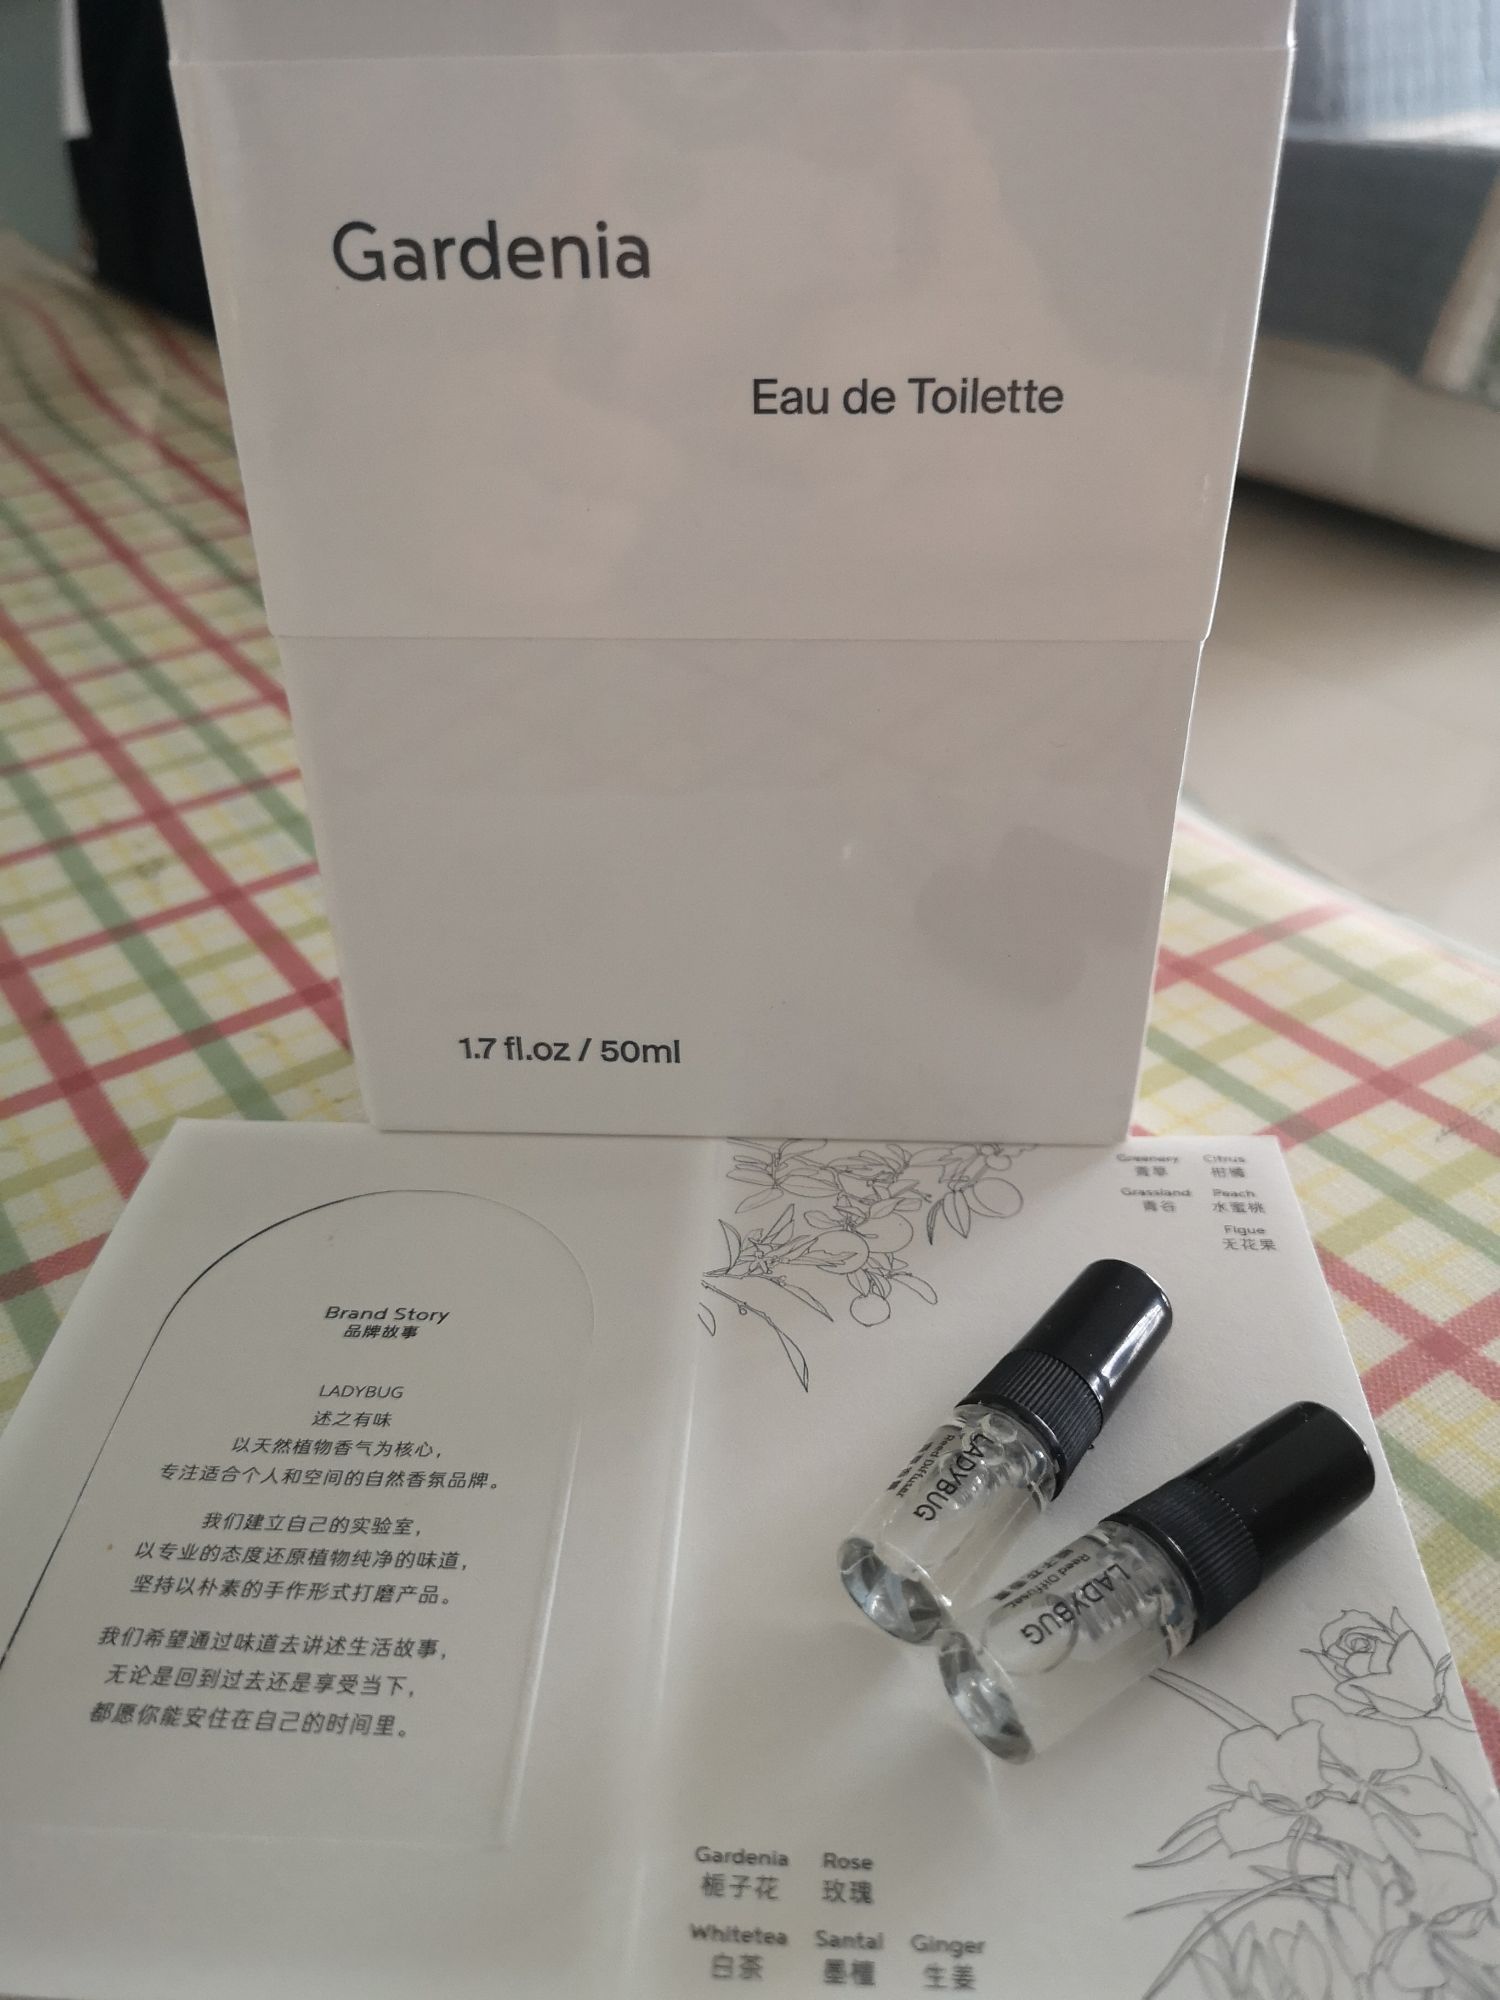 Gardenia
Eau de Toilette
1.7 fl.oz / 50ml
Greenery Citrus
青草 柑橘
Grassland Peach
青谷 水蜜桃
Figue
无花果
Brand Story
品牌故事
LADYBUG
述之有味
以天然植物香气为核心，
专注适合个人和空间的自然香氛品牌。
我们建立自己的实验室，
以专业的态度还原植物纯净的味道，
坚持以朴素的手作形式打磨产品。
我们希望通过味道去讲述生活故事，
无论是回到过去还是享受当下，
都愿你能安住在自己的时间里。
LADYBUG
Reed Diffuser
LADYBUG
Reed Diffuser
Gardenia Rose
栀子花 玫瑰
Whitetea Santal Ginger
白茶 墨檀 生姜